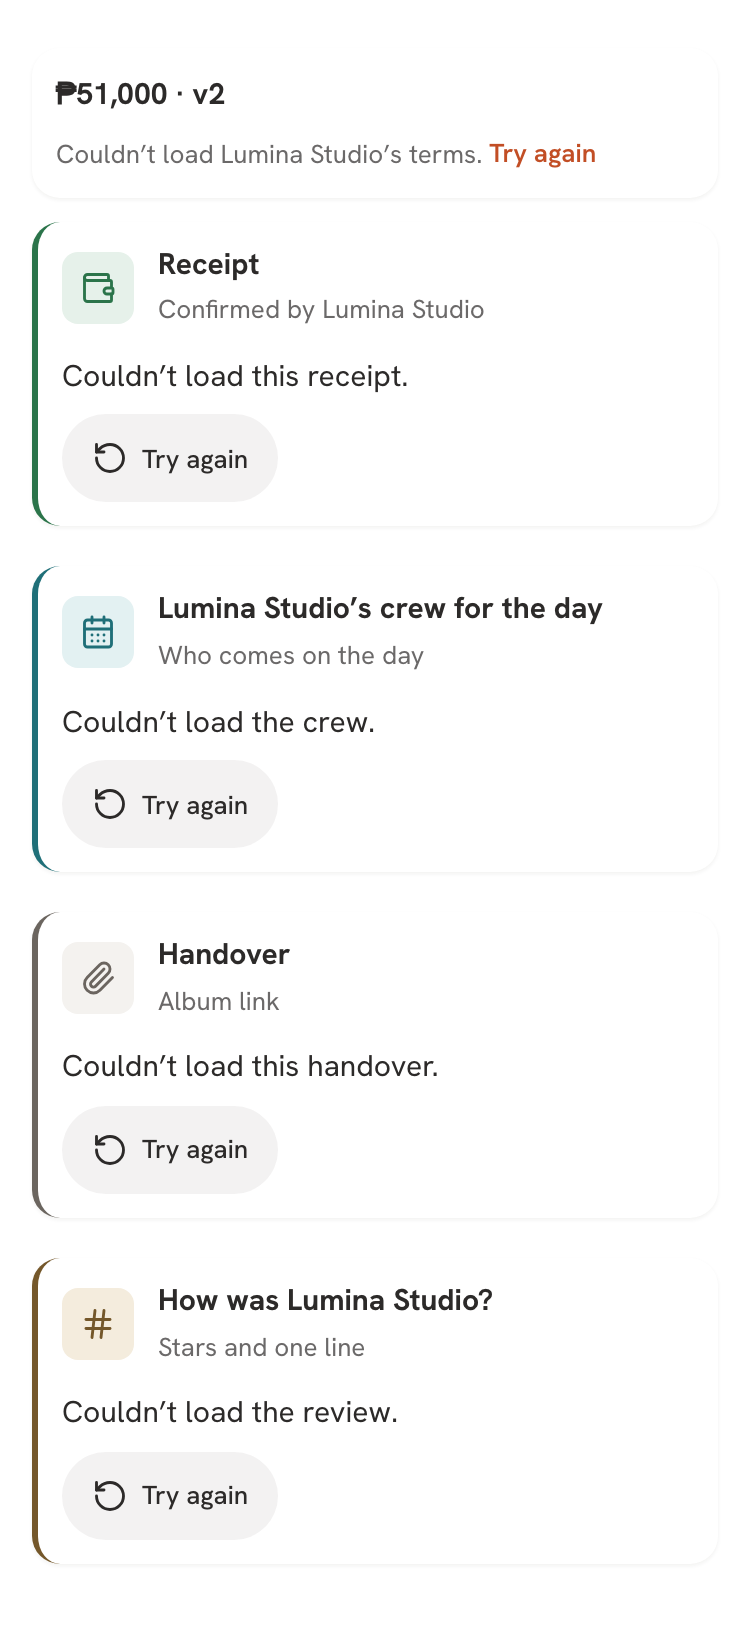 ₱51,000 · v2
Couldn’t load Lumina Studio’s terms. Try again
Receipt
Confirmed by Lumina Studio
Couldn’t load this receipt.
Try again
Lumina Studio’s crew for the day
Who comes on the day
Couldn’t load the crew.
Try again
Handover
Album link
Couldn’t load this handover.
Try again
How was Lumina Studio?
Stars and one line
Couldn’t load the review.
Try again